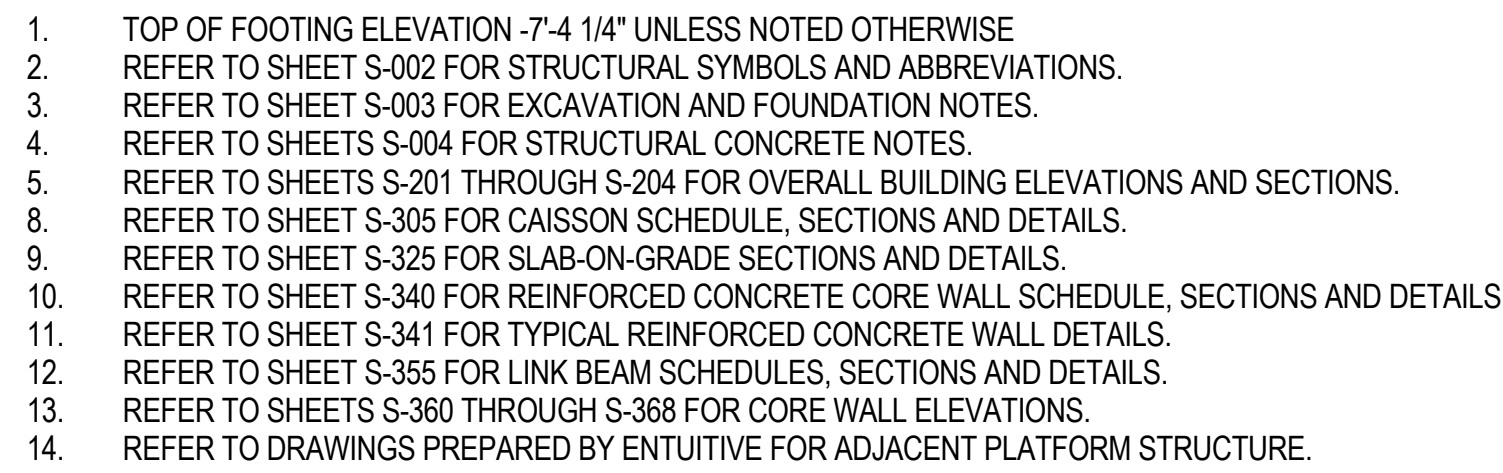 1. TOP OF FOOTING ELEVATION -7'-4 1/4" UNLESS NOTED OTHERWISE
2. REFER TO SHEET S-002 FOR STRUCTURAL SYMBOLS AND ABBREVIATIONS.
3. REFER TO SHEET S-003 FOR EXCAVATION AND FOUNDATION NOTES.
4. REFER TO SHEETS S-004 FOR STRUCTURAL CONCRETE NOTES.
5. REFER TO SHEETS S-201 THROUGH S-204 FOR OVERALL BUILDING ELEVATIONS AND SECTIONS.
8. REFER TO SHEET S-305 FOR CAISSON SCHEDULE, SECTIONS AND DETAILS.
9. REFER TO SHEET S-325 FOR SLAB-ON-GRADE SECTIONS AND DETAILS.
10. REFER TO SHEET S-340 FOR REINFORCED CONCRETE CORE WALL SCHEDULE, SECTIONS AND DETAILS
11. REFER TO SHEET S-341 FOR TYPICAL REINFORCED CONCRETE WALL DETAILS.
12. REFER TO SHEET S-355 FOR LINK BEAM SCHEDULES, SECTIONS AND DETAILS.
13. REFER TO SHEETS S-360 THROUGH S-368 FOR CORE WALL ELEVATIONS.
14. REFER TO DRAWINGS PREPARED BY ENTUITIVE FOR ADJACENT PLATFORM STRUCTURE.